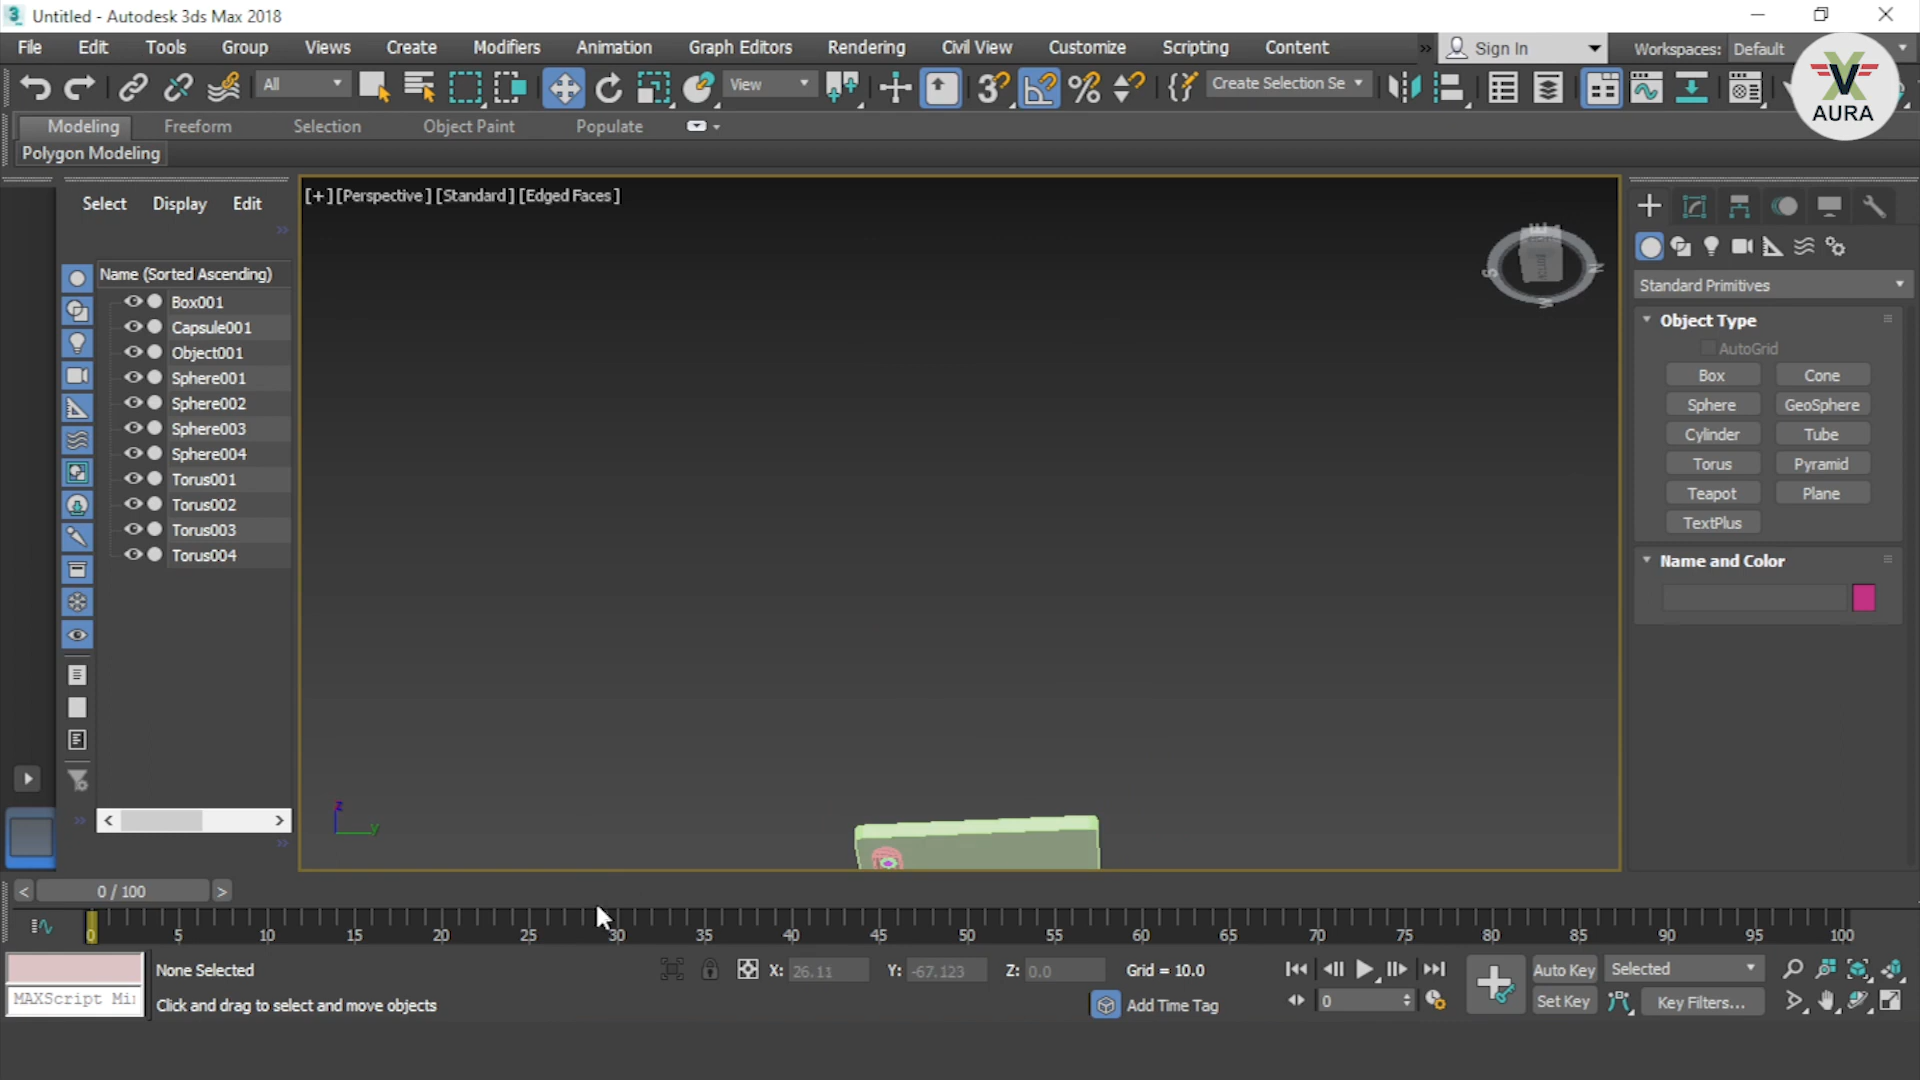 Untitled - Autodesk 3ds Max 2018
File Edit Tools Group Views Create Modifiers Animation Graph Editors Rendering Civil View Customize Scripting Content » Sign In Workspaces: Default
All View Create Selection Se
AURA
Modeling Freeform Selection Object Paint Populate
Polygon Modeling
Select Display Edit
[+] [Perspective] [Standard] [Edged Faces]
Name (Sorted Ascending)
Box001
Capsule001
Object001
Sphere001
Sphere002
Sphere003
Sphere004
Torus001
Torus002
Torus003
Torus004
Standard Primitives
Object Type
AutoGrid
Box Cone
Sphere GeoSphere
Cylinder Tube
Torus Pyramid
Teapot Plane
TextPlus
Name and Color
z
y
< 0 / 100 >
0 5 10 15 20 25 30 35 40 45 50 55 60 65 70 75 80 85 90 95 100
None Selected X: 26.11 Y: -67.123 Z: 0.0 Grid = 10.0 Auto Key Selected
MAXScript Mi Click and drag to select and move objects Add Time Tag 0 Set Key Key Filters...